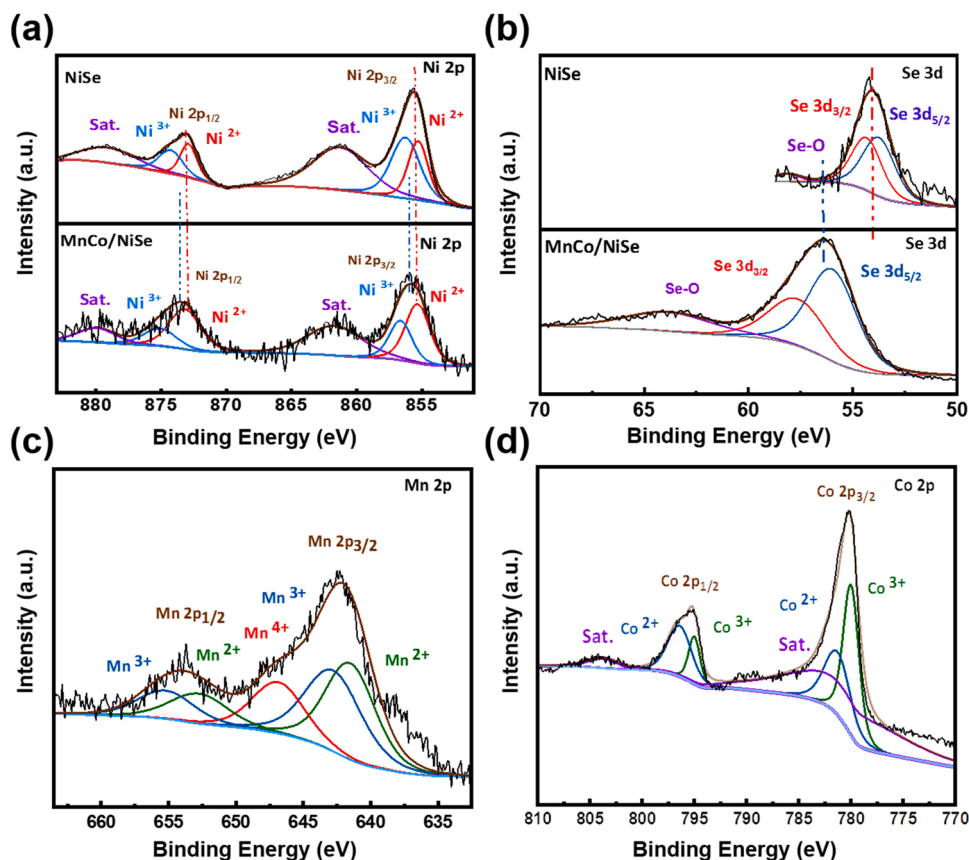 (a)
NiSe
Ni 2p
Ni 2p3/2
Ni 2p1/2
Sat.
Ni 3+
Ni 2+
Sat.
Ni 3+
Ni 2+
MnCo/NiSe
Ni 2p
Ni 2p1/2
Ni 2p3/2
Sat.
Ni 3+
Ni 2+
Sat.
Ni 3+
Ni 2+
Intensity (a.u.)
880 875 870 865 860 855
Binding Energy (eV)
(b)
NiSe
Se 3d
Se 3d3/2
Se 3d5/2
Se-O
MnCo/NiSe
Se 3d
Se 3d3/2
Se 3d5/2
Se-O
Intensity (a.u.)
70 65 60 55 50
Binding Energy (eV)
(c)
Mn 2p
Mn 2p3/2
Mn 3+
Mn 2p1/2
Mn 4+
Mn 3+
Mn 2+
Mn 2+
Intensity (a.u.)
660 655 650 645 640 635
Binding Energy (eV)
(d)
Co 2p3/2
Co 2p
Co 2p1/2
Co 2+
Co 3+
Sat.
Co 2+
Co 3+
Sat.
Intensity (a.u.)
810 805 800 795 790 785 780 775 770
Binding Energy (eV)